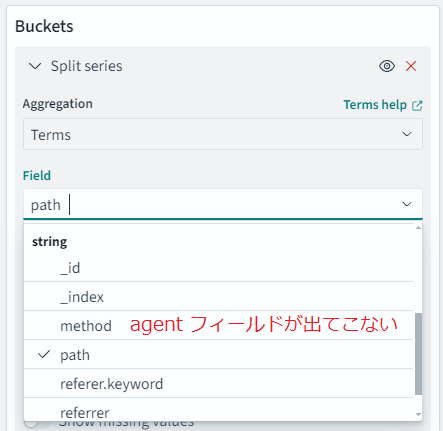 Buckets
Split series
Aggregation
Terms help
Terms
Field
path
string
_id
_index
method agent フィールドが出てこない
path
referer.keyword
referrer
Show missing values